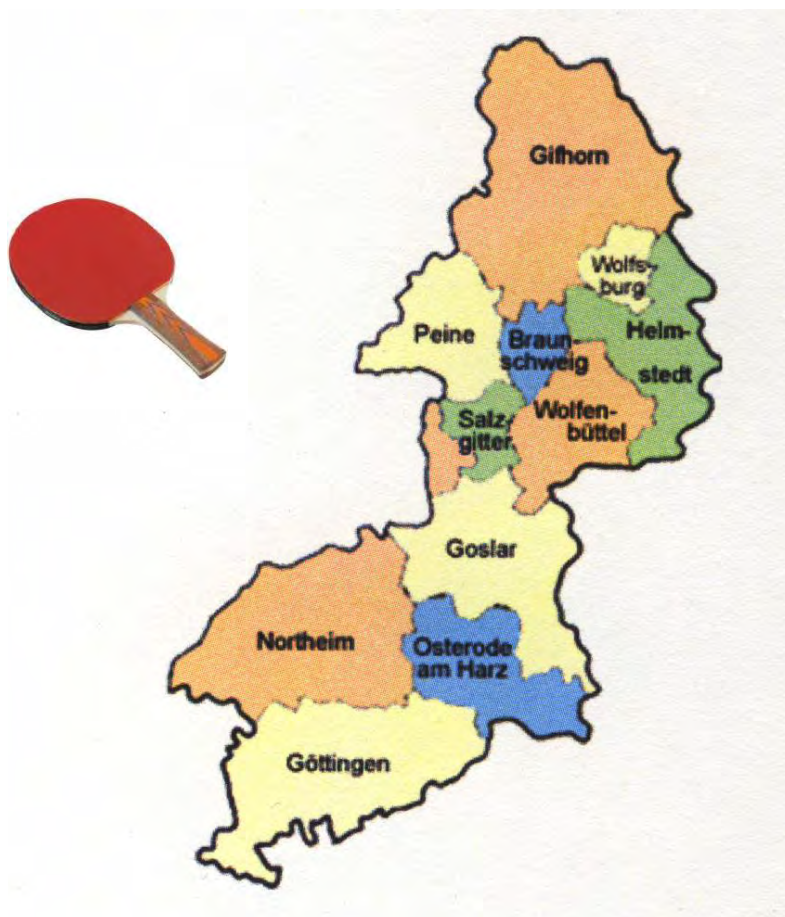 Gifhorn
Wolfs-
burg
Peine
Braun-
schweig
Helm-
stedt
Salz-
gitter
Wolfen-
büttel
Goslar
Northeim
Osterode
am Harz
Göttingen